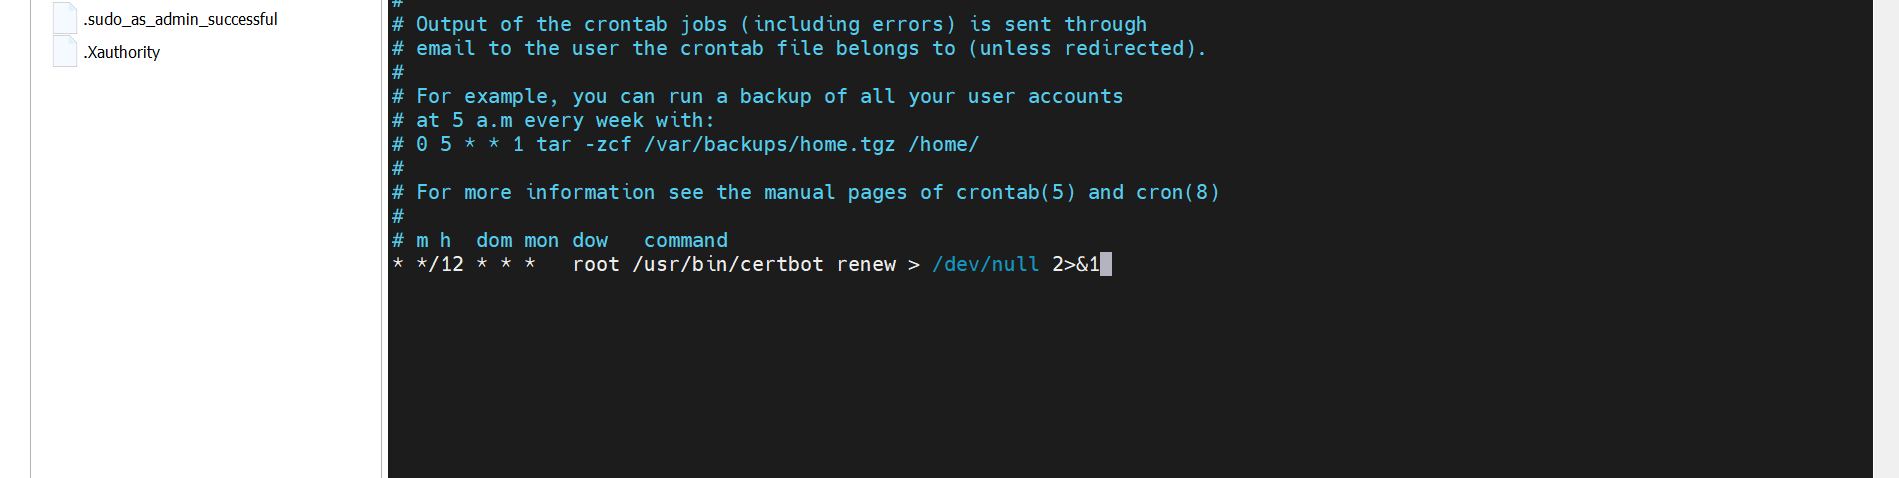 .sudo_as_admin_successful
.Xauthority
#
# Output of the crontab jobs (including errors) is sent through
# email to the user the crontab file belongs to (unless redirected).
#
# For example, you can run a backup of all your user accounts
# at 5 a.m every week with:
# 0 5 * * 1 tar -zcf /var/backups/home.tgz /home/
#
# For more information see the manual pages of crontab(5) and cron(8)
#
# m h  dom mon dow   command
* */12 * * *   root /usr/bin/certbot renew > /dev/null 2>&1